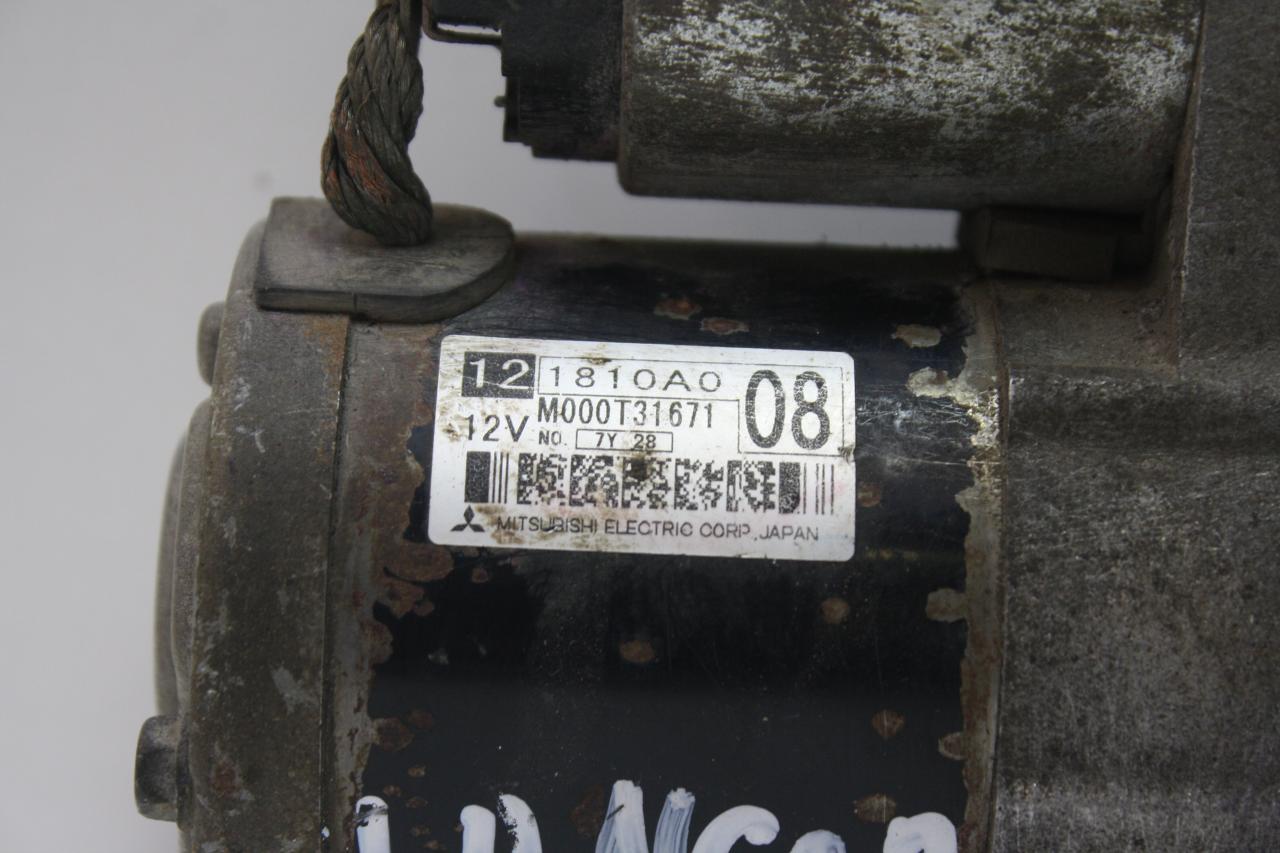 12 1810A0 08
12V M000T31671
NO. 7Y 28
MITSUBISHI ELECTRIC CORP.,JAPAN